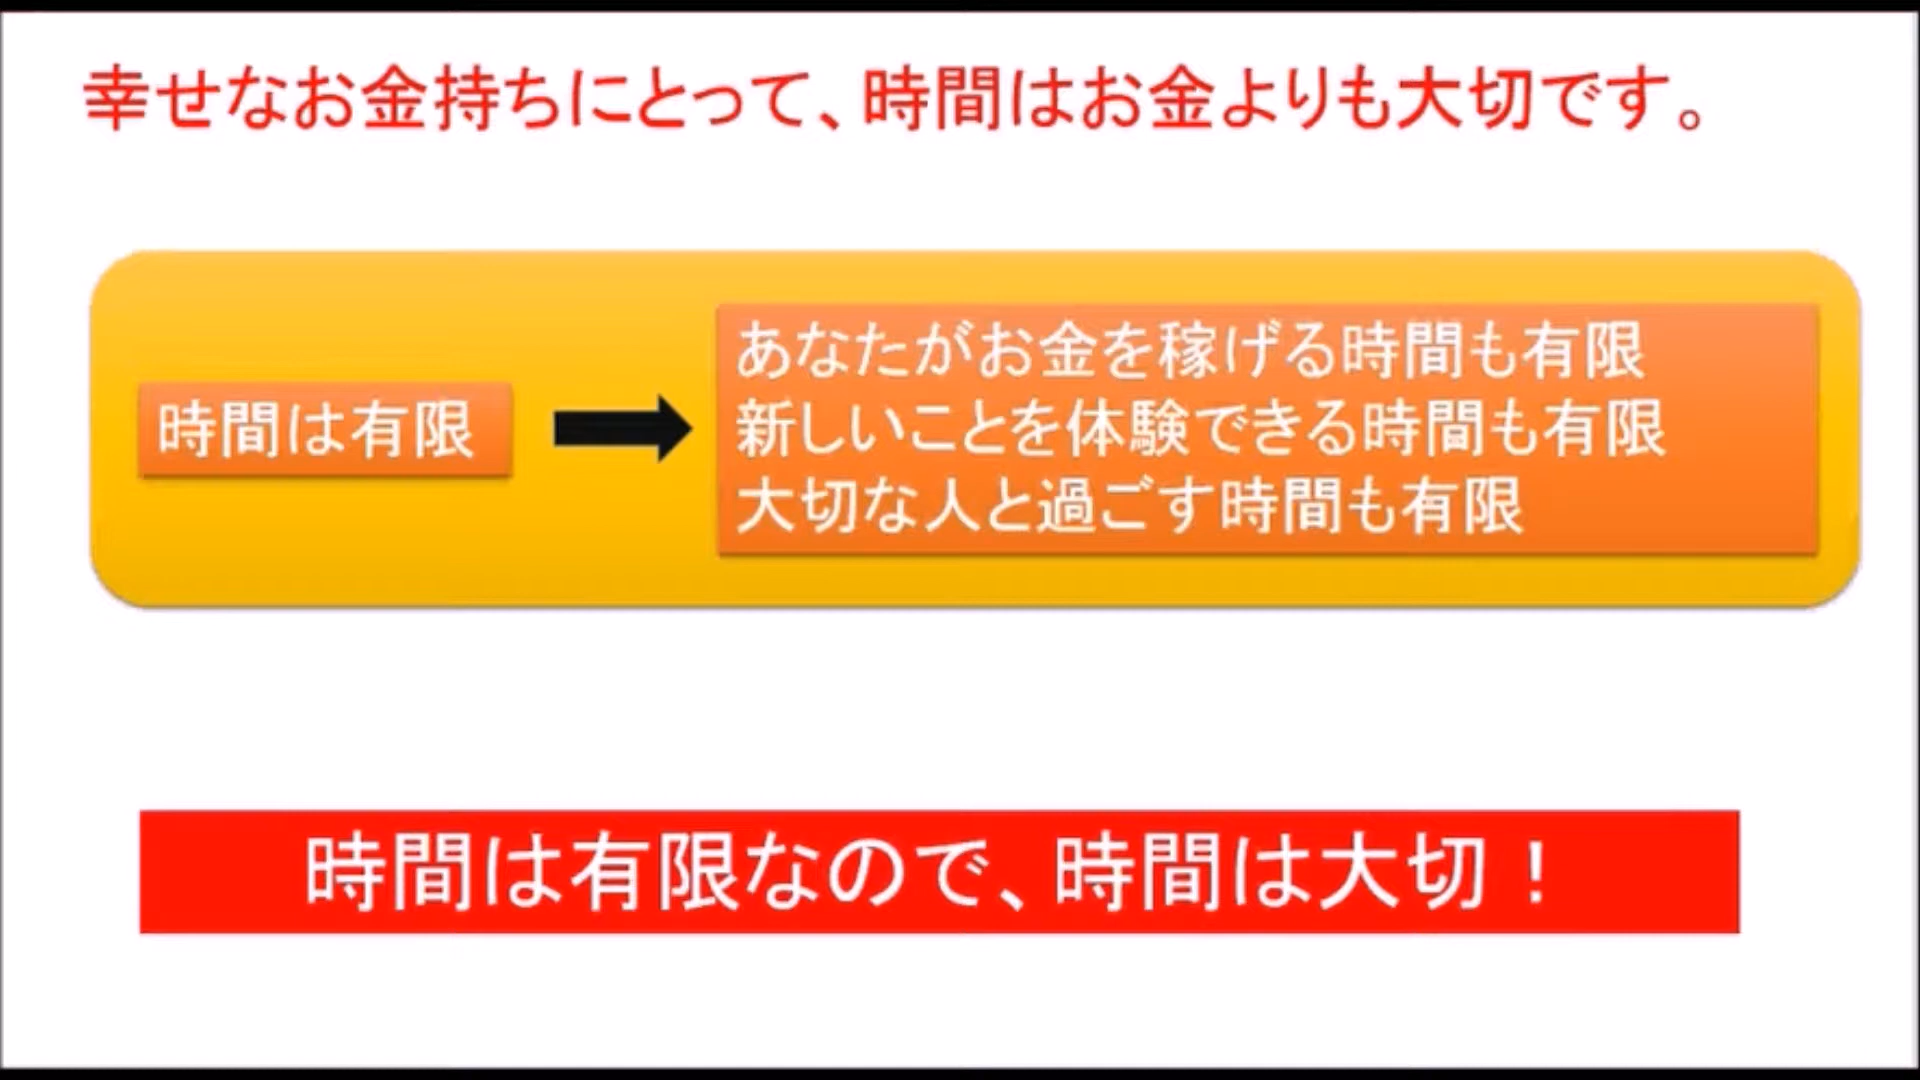 幸せなお金持ちにとって、時間はお金よりも大切です。
時間は有限
あなたがお金を稼げる時間も有限
新しいことを体験できる時間も有限
大切な人と過ごす時間も有限
時間は有限なので、時間は大切！